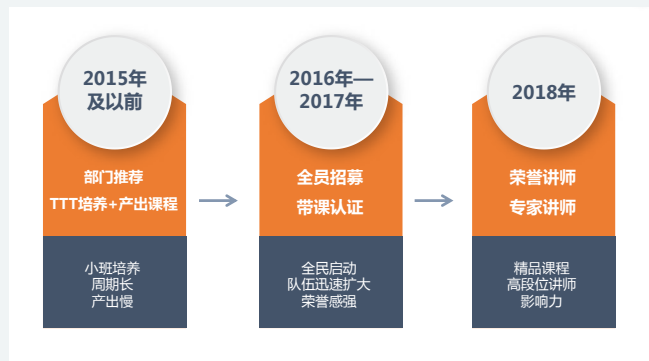 2015年
及以前
部门推荐
TTT培养+产出课程
小班培养
周期长
产出慢
2016年—
2017年
全员招募
带课认证
全民启动
队伍迅速扩大
荣誉感强
2018年
荣誉讲师
专家讲师
精品课程
高段位讲师
影响力